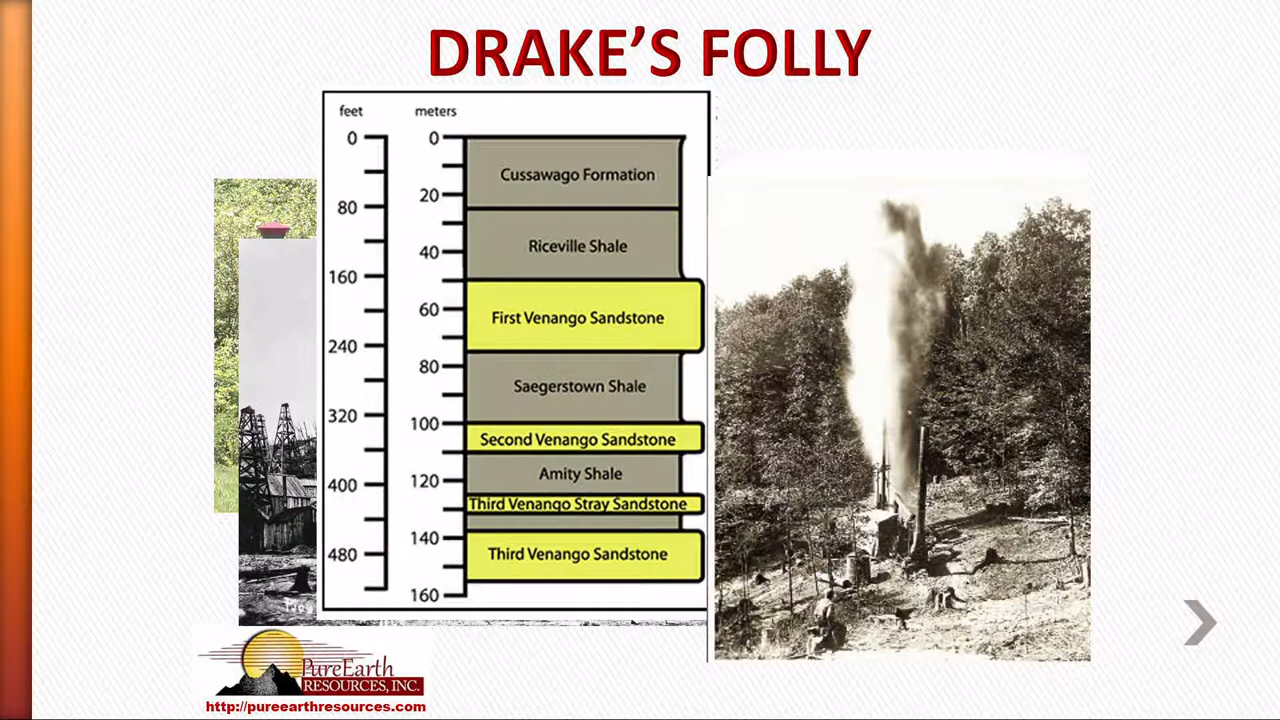 DRAKE’S FOLLY
feet
meters
0
80
160
240
320
400
480
0
20
40
60
80
100
120
140
160
Cussawago Formation
Riceville Shale
First Venango Sandstone
Saegerstown Shale
Second Venango Sandstone
Amity Shale
Third Venango Stray Sandstone
Third Venango Sandstone
PureEarth
RESOURCES, INC.
http://pureearthresources.com